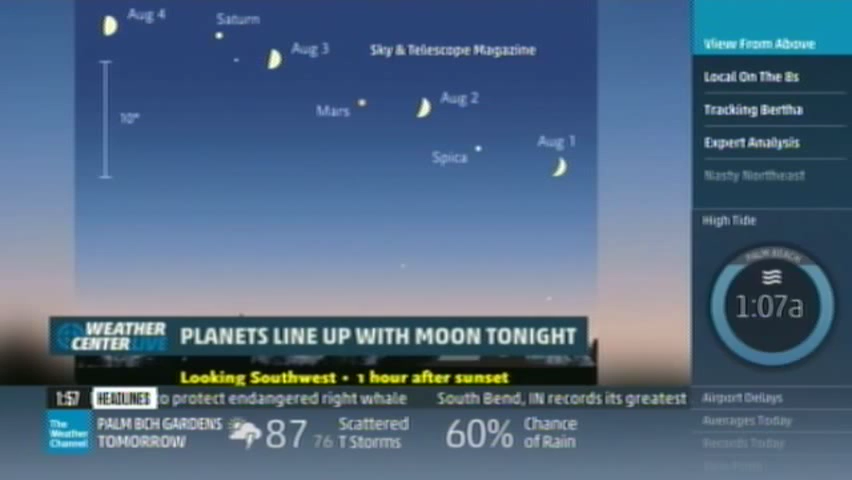 Aug 4
Saturn
Aug 3
Sky & Telescope Magazine
Mars
Aug 2
10°
Aug 1
Spica
WEATHER
CENTER LIVE
PLANETS LINE UP WITH MOON TONIGHT
Looking Southwest • 1 hour after sunset
1:57
HEADLINES
to protect endangered right whale South Bend, IN records its greatest
The
Weather
Channel
PALM BCH GARDENS
TOMORROW
87
76
Scattered
T Storms
60%
Chance
of Rain
View From Above
Local On The 8s
Tracking Bertha
Expert Analysis
Nasty Northeast
High Tide
PALM BEACH
1:07a
Airport Delays
Averages Today
Records Today